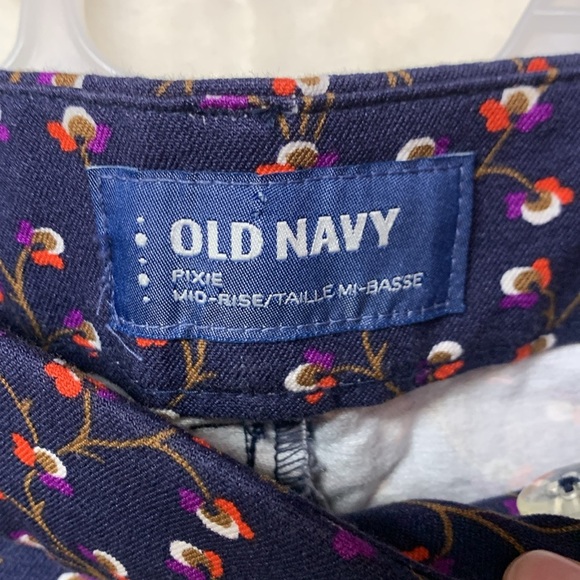 OLD NAVY
PIXIE
MID-RISE/TAILLE MI-BASSE